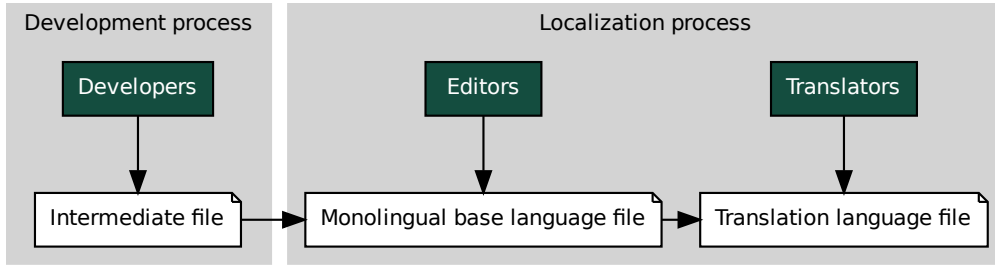 Development process
Localization process
Developers
Editors
Translators
Intermediate file
Monolingual base language file
Translation language file